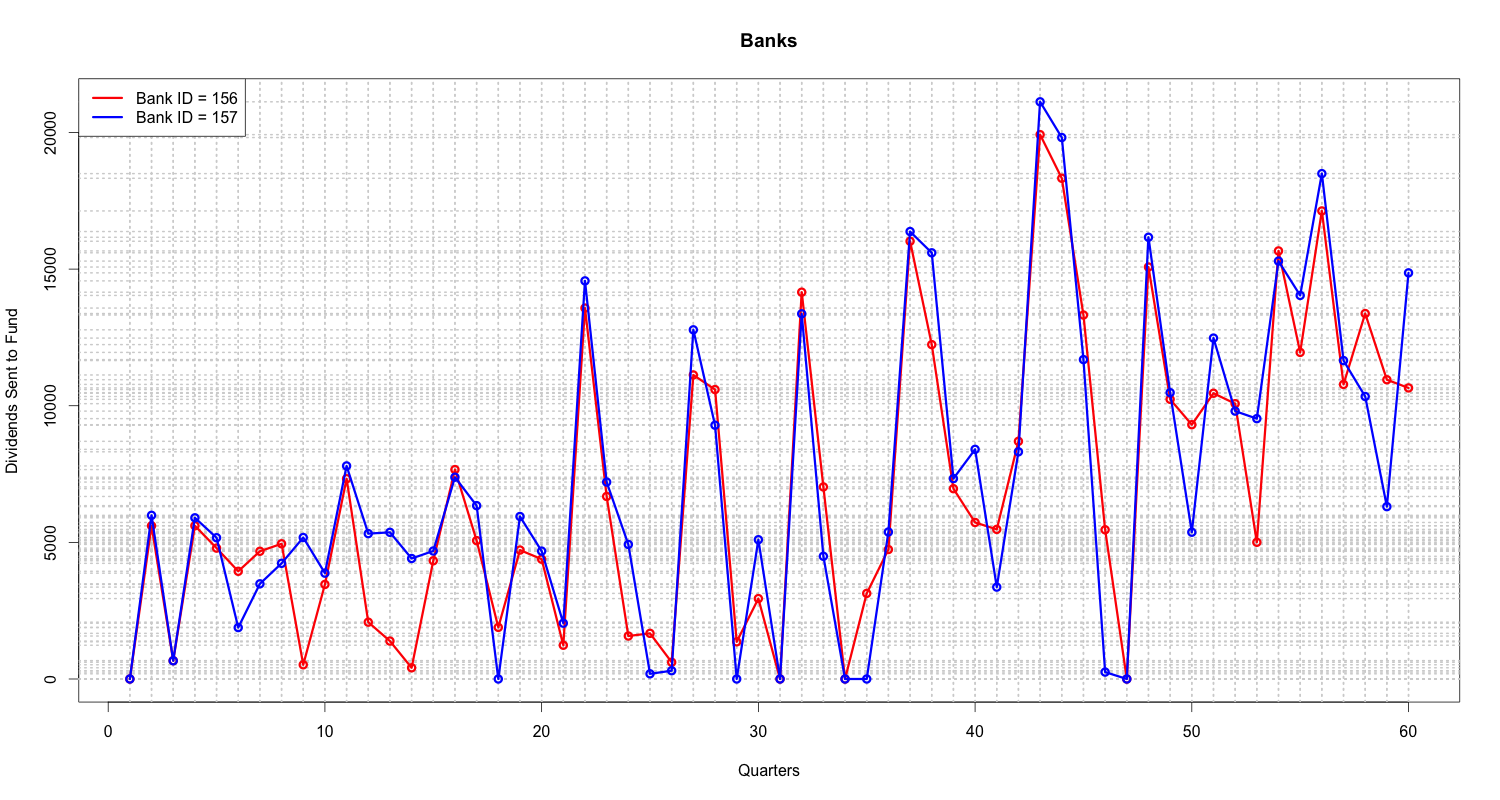 Banks
Bank ID = 156
Bank ID = 157
Dividends Sent to Fund
20000
15000
10000
5000
0
0 10 20 30 40 50 60
Quarters